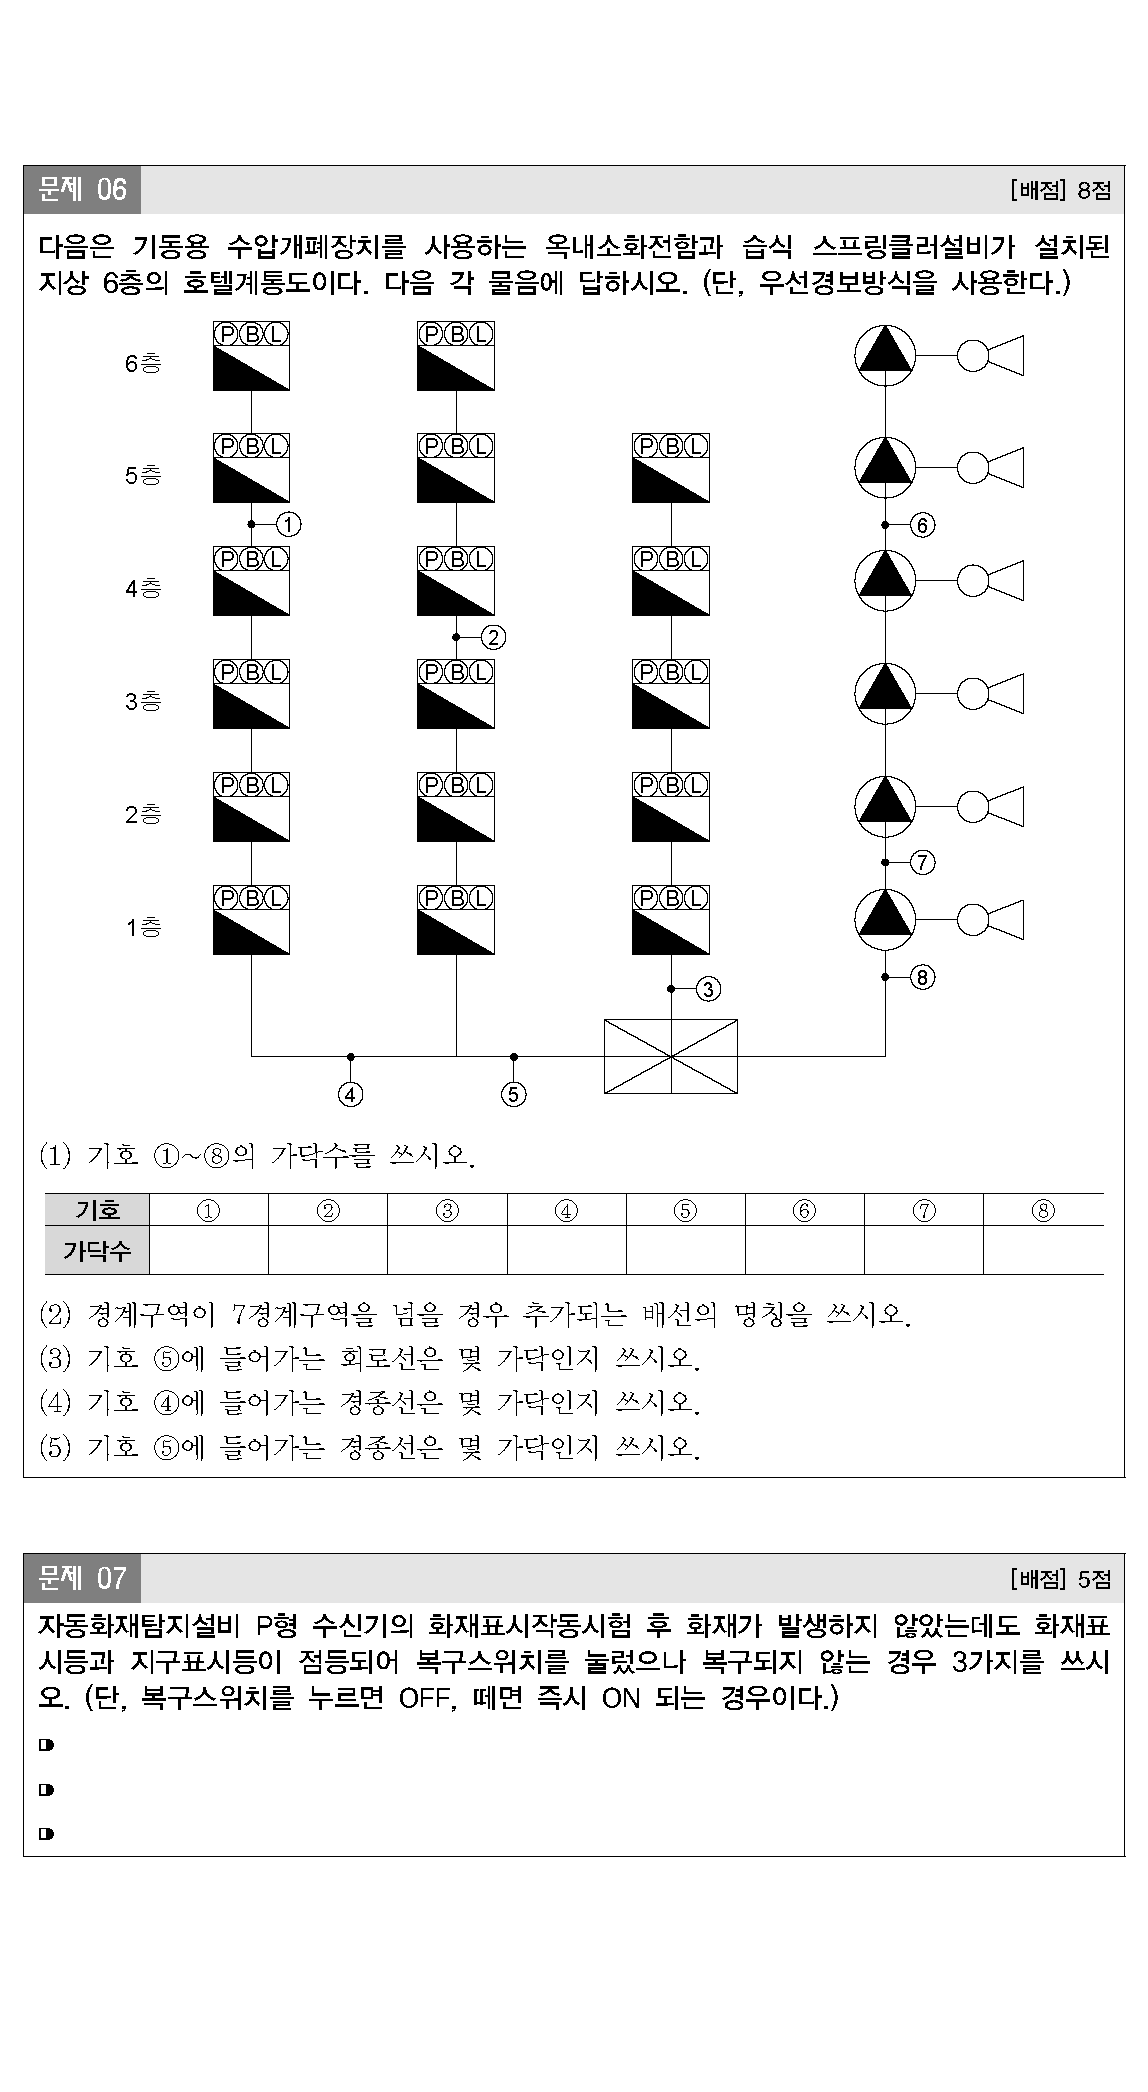 문제 06 [배점] 8점
다음은 기동용 수압개폐장치를 사용하는 옥내소화전함과 습식 스프링클러설비가 설치된
지상 6층의 호텔계통도이다. 다음 각 물음에 답하시오. (단, 우선경보방식을 사용한다.)
6층 PBL PBL
5층 PBL PBL PBL
① ⑥
4층 PBL PBL PBL
②
3층 PBL PBL PBL
2층 PBL PBL PBL
⑦
1층 PBL PBL PBL
③ ⑧
④ ⑤
(1) 기호 ①~⑧의 가닥수를 쓰시오.
기호 ① ② ③ ④ ⑤ ⑥ ⑦ ⑧
가닥수
(2) 경계구역이 7경계구역을 넘을 경우 추가되는 배선의 명칭을 쓰시오.
(3) 기호 ⑤에 들어가는 회로선은 몇 가닥인지 쓰시오.
(4) 기호 ④에 들어가는 경종선은 몇 가닥인지 쓰시오.
(5) 기호 ⑤에 들어가는 경종선은 몇 가닥인지 쓰시오.
문제 07 [배점] 5점
자동화재탐지설비 P형 수신기의 화재표시작동시험 후 화재가 발생하지 않았는데도 화재표
시등과 지구표시등이 점등되어 복구스위치를 눌렀으나 복구되지 않는 경우 3가지를 쓰시
오. (단, 복구스위치를 누르면 OFF, 떼면 즉시 ON 되는 경우이다.)